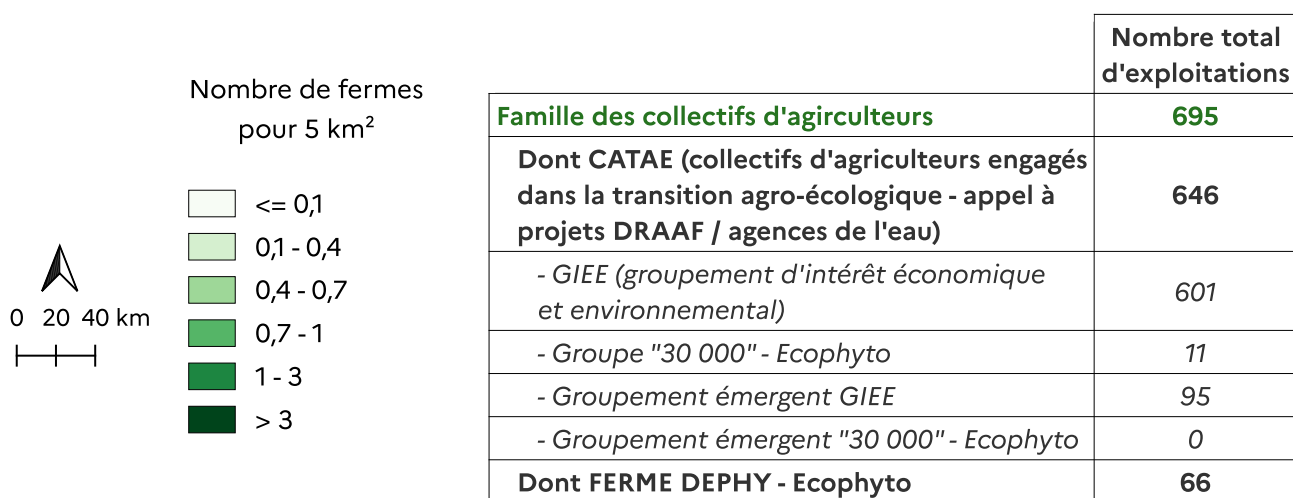 Nombre de fermes
pour 5 km²
<= 0,1
0,1 - 0,4
0,4 - 0,7
0,7 - 1
1 - 3
> 3
0 20 40 km
Nombre total
d'exploitations
Famille des collectifs d'agirculteurs 695
Dont CATAE (collectifs d'agriculteurs engagés
dans la transition agro-écologique - appel à
projets DRAAF / agences de l'eau)
646
- GIEE (groupement d'intérêt économique
et environnemental)
601
- Groupe "30 000" - Ecophyto 11
- Groupement émergent GIEE 95
- Groupement émergent "30 000" - Ecophyto 0
Dont FERME DEPHY - Ecophyto 66